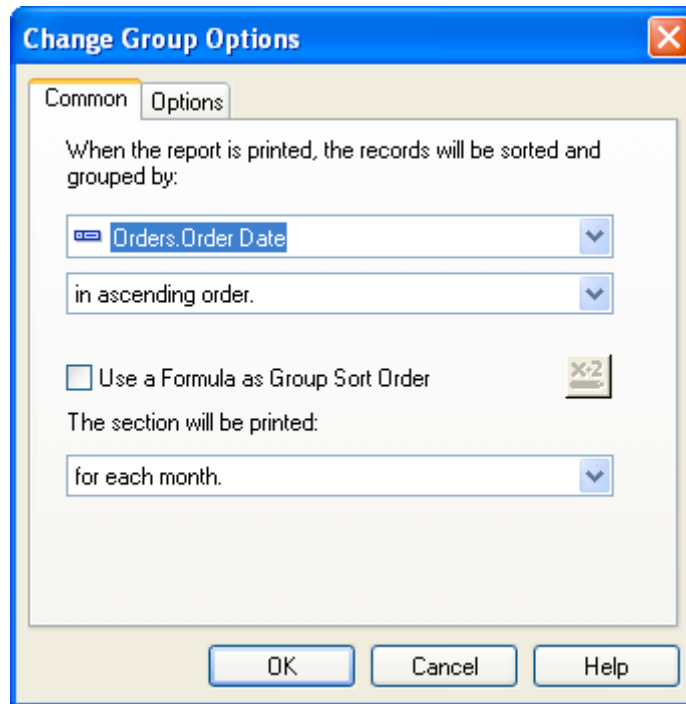 Change Group Options
Common
Options
When the report is printed, the records will be sorted and
grouped by:
Orders.Order Date
in ascending order.
Use a Formula as Group Sort Order
X+2
The section will be printed:
for each month.
OK
Cancel
Help